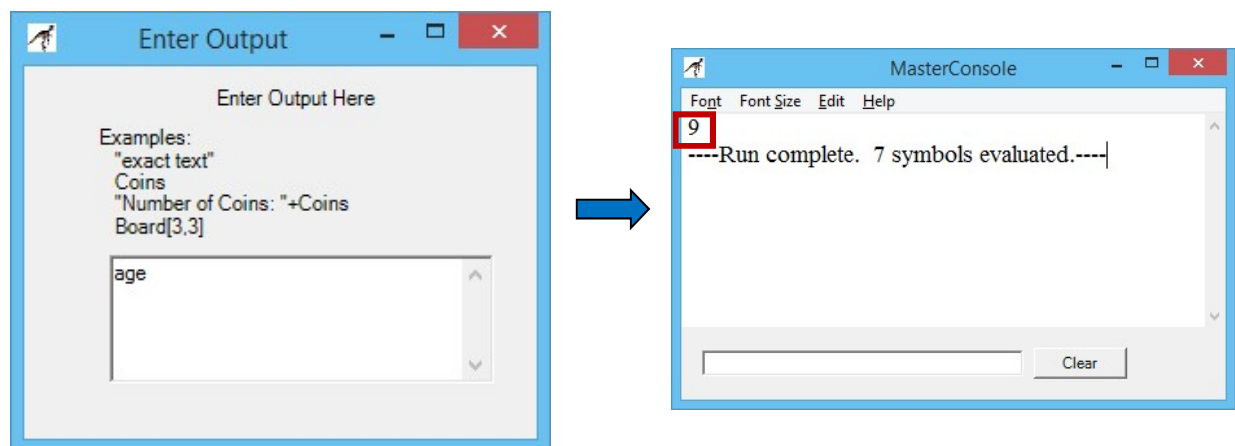 Enter Output
Enter Output Here
Examples:
"exact text"
Coins
"Number of Coins: "+Coins
Board[3,3]
age
MasterConsole
Font Font Size Edit Help
9
----Run complete. 7 symbols evaluated.----
Clear